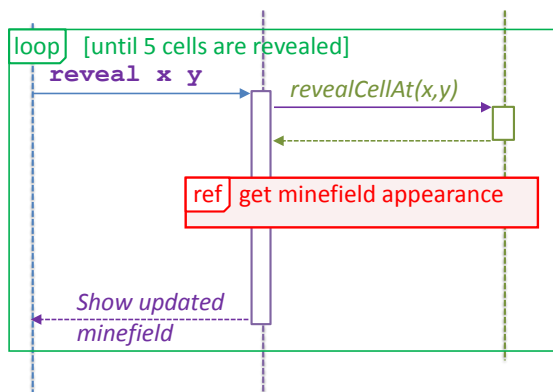 loop [until 5 cells are revealed]
reveal x y
revealCellAt(x,y)
ref get minefield appearance
Show updated
minefield